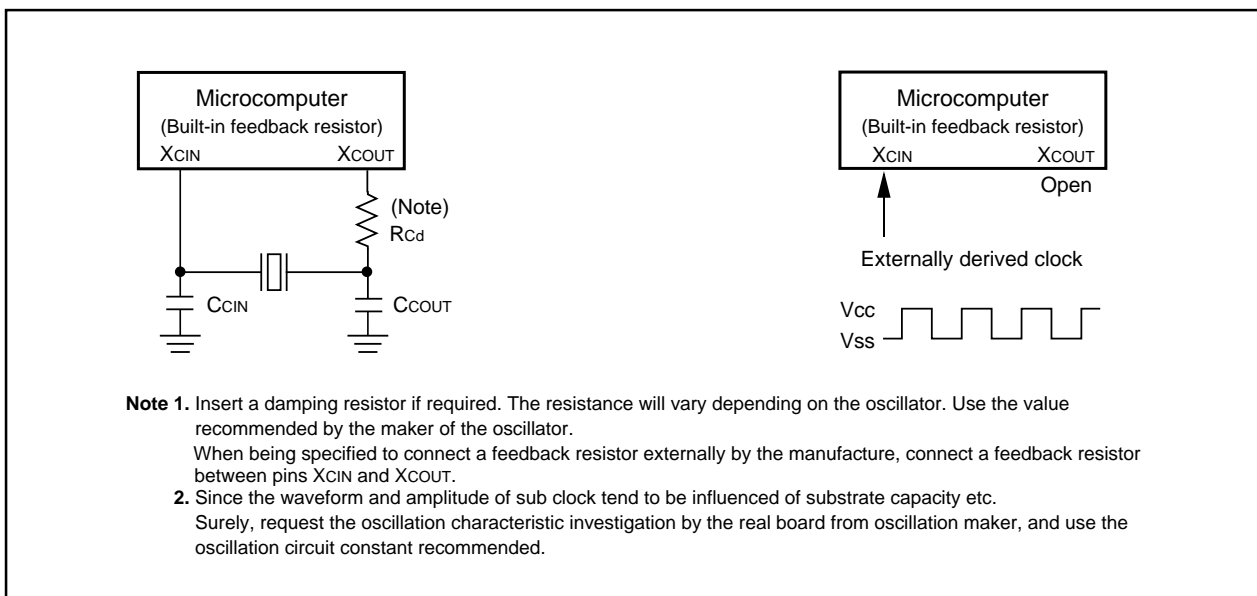 Microcomputer
(Built-in feedback resistor)
XCIN XCOUT
(Note)
RCd
CCIN
CCOUT
Microcomputer
(Built-in feedback resistor)
XCIN XCOUT
Open
Externally derived clock
Vcc
Vss
Note 1. Insert a damping resistor if required. The resistance will vary depending on the oscillator. Use the value
recommended by the maker of the oscillator.
When being specified to connect a feedback resistor externally by the manufacture, connect a feedback resistor
between pins XCIN and XCOUT.
2. Since the waveform and amplitude of sub clock tend to be influenced of substrate capacity etc.
Surely, request the oscillation characteristic investigation by the real board from oscillation maker, and use the
oscillation circuit constant recommended.